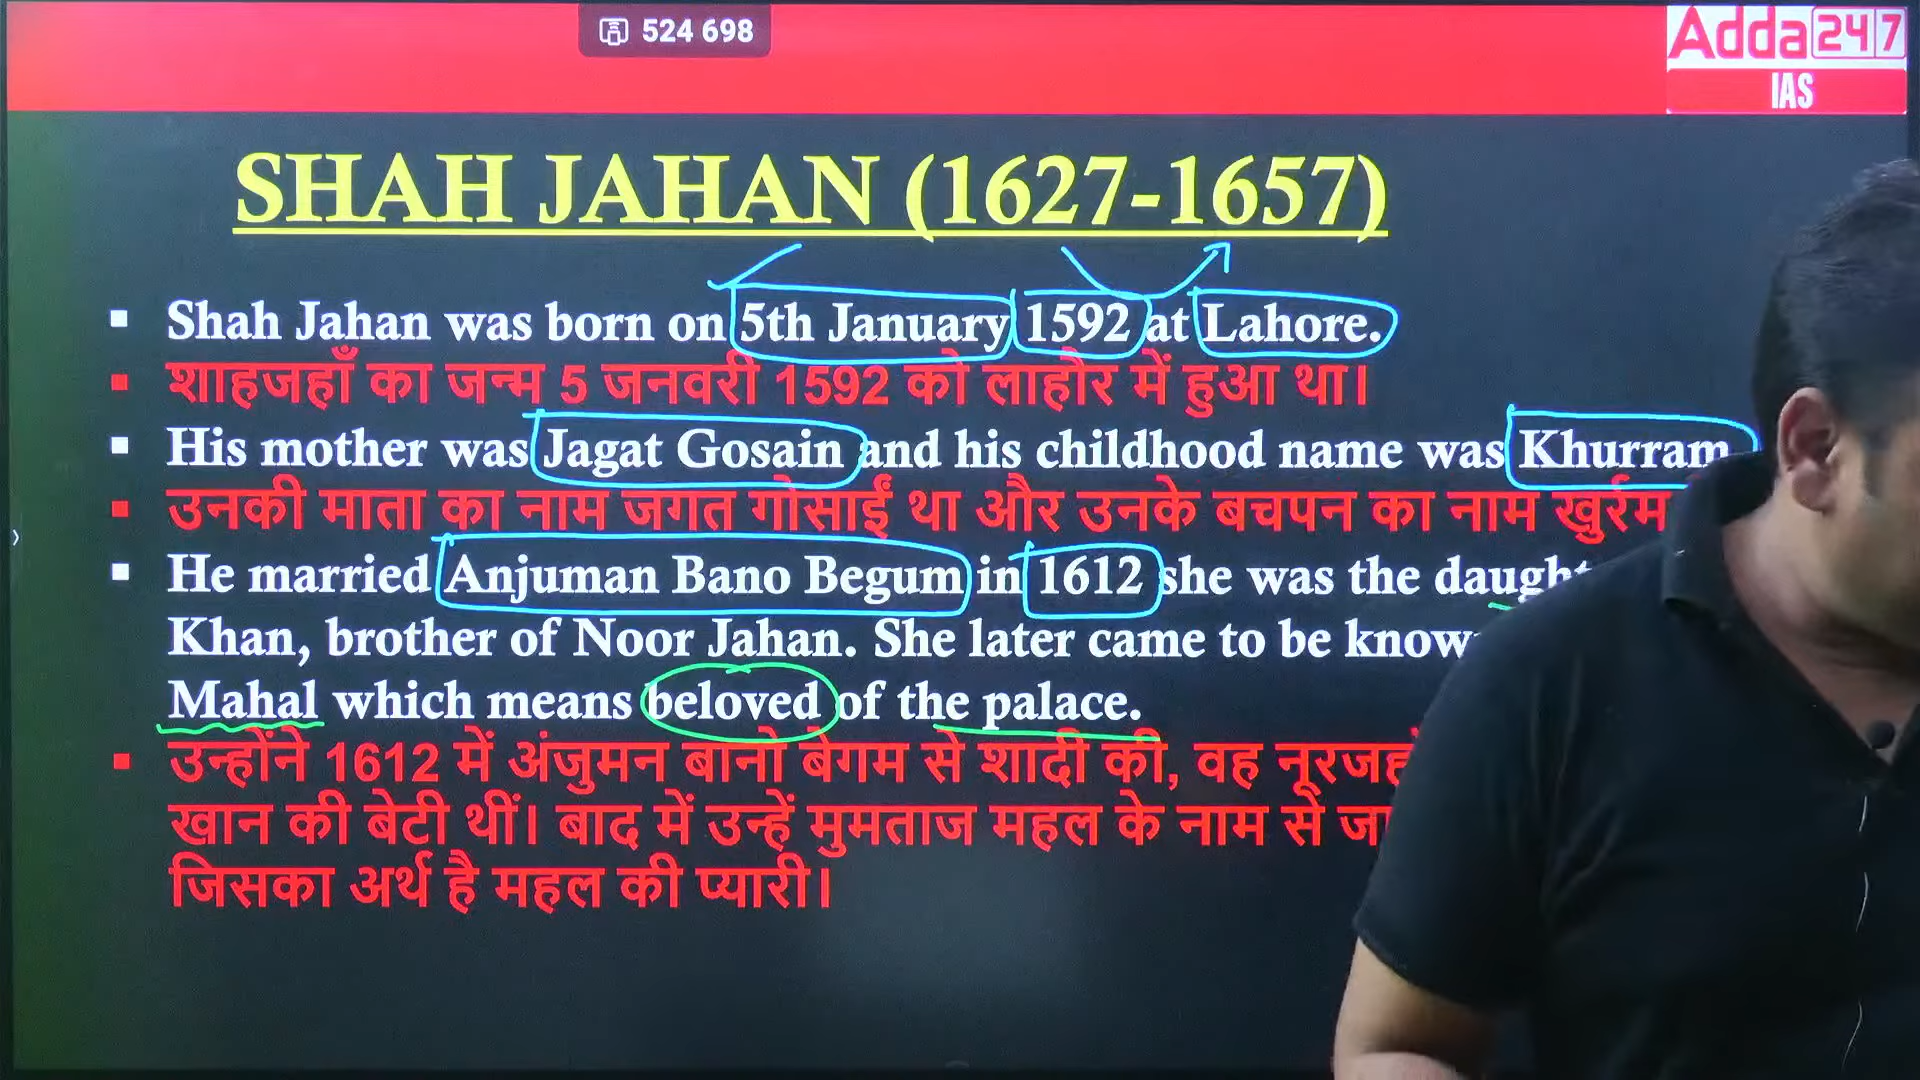 524 698
Adda247
IAS
SHAH JAHAN (1627-1657)
▪ Shah Jahan was born on 5th January 1592 at Lahore.
▪ शाहजहाँ का जन्म 5 जनवरी 1592 को लाहौर में हुआ था।
▪ His mother was Jagat Gosain and his childhood name was Khurram
▪ उनकी माता का नाम जगत गोसाईं था और उनके बचपन का नाम खुर्रम
▪ He married Anjuman Bano Begum in 1612 she was the
Khan, brother of Noor Jahan. She later came to be
Mahal which means beloved of the palace.
▪ उन्होंने 1612 में अंजुमन बानो बेगम से शादी की, वह
खान की बेटी थीं। बाद में उन्हें मुमताज महल के नाम से
जिसका अर्थ है महल की प्यारी।